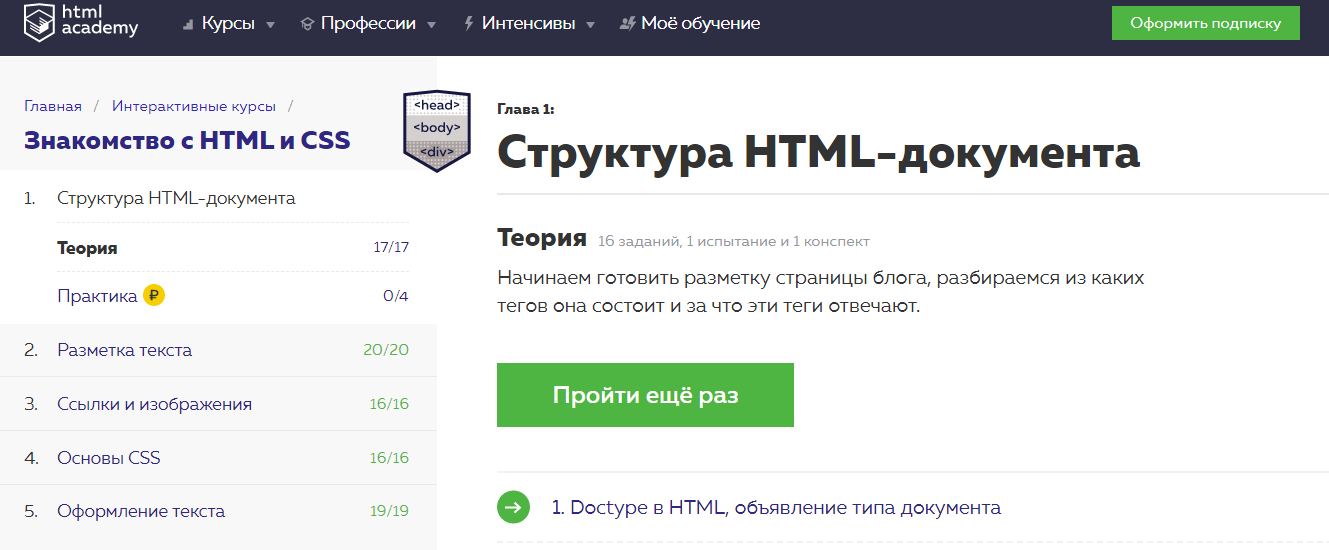 html
academy
Курсы
Профессии
Интенсивы
Моё обучение
Оформить подписку
Главная / Интерактивные курсы /
Знакомство с HTML и CSS
<head>
<body>
<div>
1. Структура HTML-документа
Теория 17/17
Практика ₽ 0/4
2. Разметка текста 20/20
3. Ссылки и изображения 16/16
4. Основы CSS 16/16
5. Оформление текста 19/19
Глава 1:
Структура HTML-документа
Теория 16 заданий, 1 испытание и 1 конспект
Начинаем готовить разметку страницы блога, разбираемся из каких
тегов она состоит и за что эти теги отвечают.
Пройти ещё раз
1. Doctype в HTML, объявление типа документа